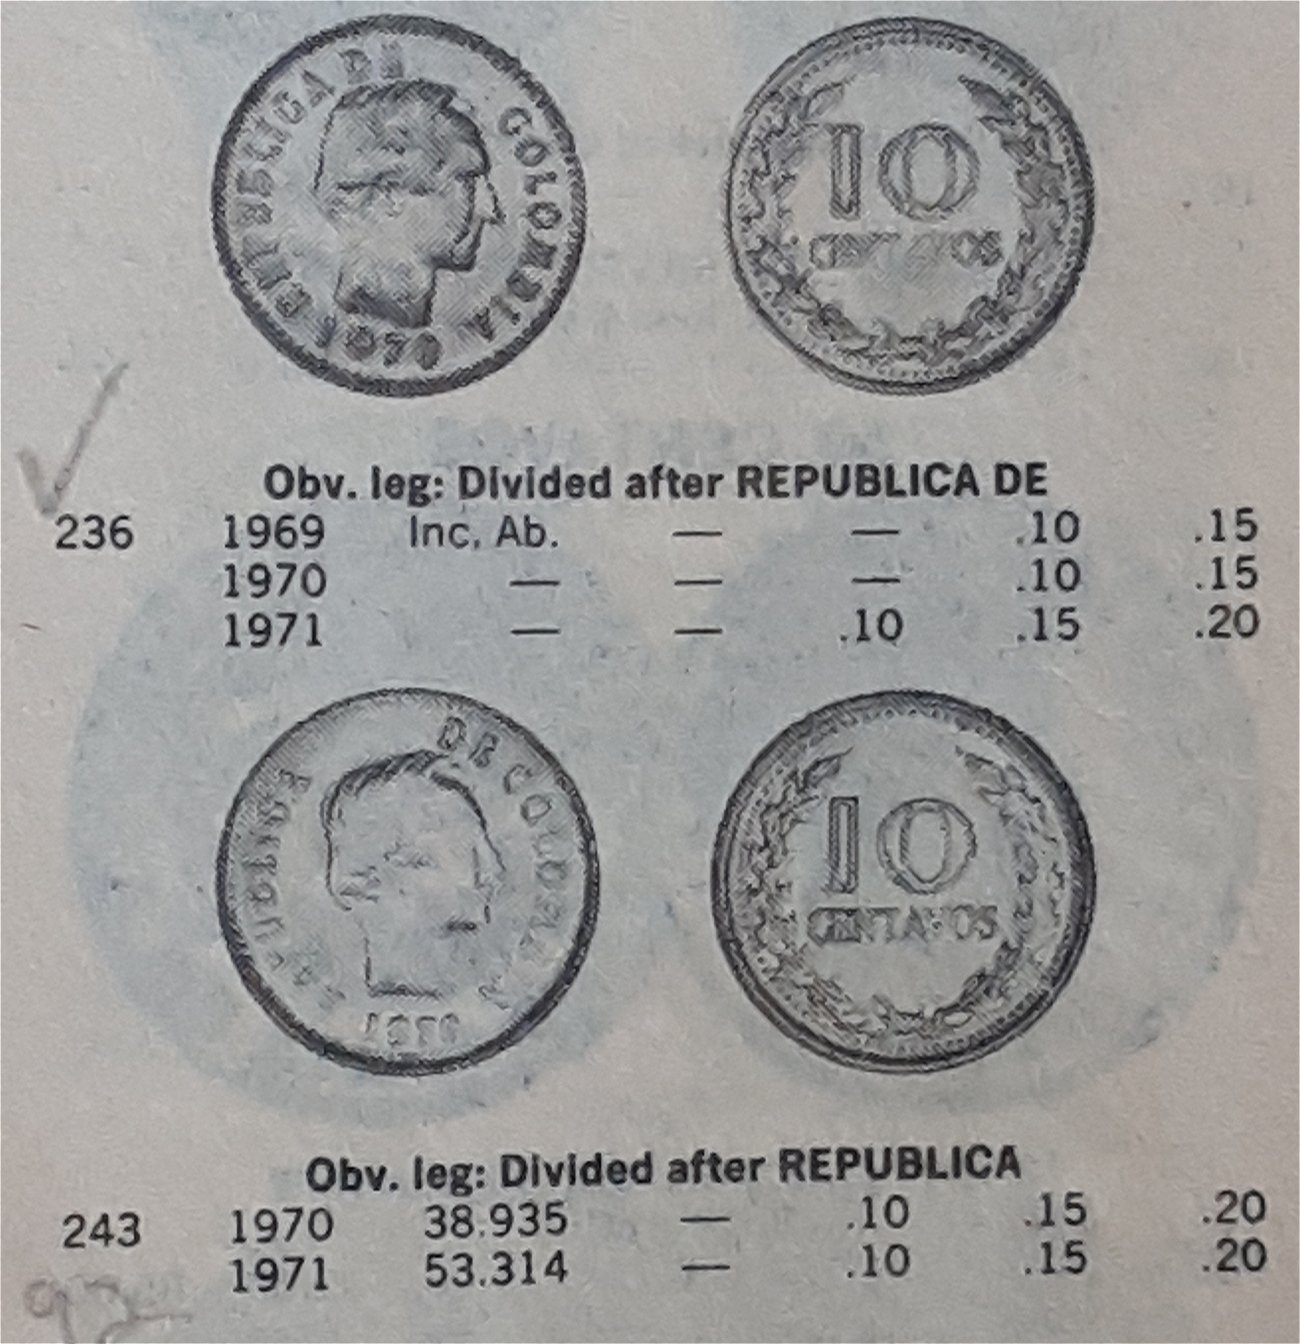 REPUBLICA DE COLOMBIA
1970
10
CENTAVOS
Obv. leg: Divided after REPUBLICA DE
236 1969 Inc. Ab. — — .10 .15
1970 — — — .10 .15
1971 — — .10 .15 .20
DE COLOMBIA
10
CENTAVOS
Obv. leg: Divided after REPUBLICA
243 1970 38.935 — .10 .15 .20
1971 53.314 — .10 .15 .20